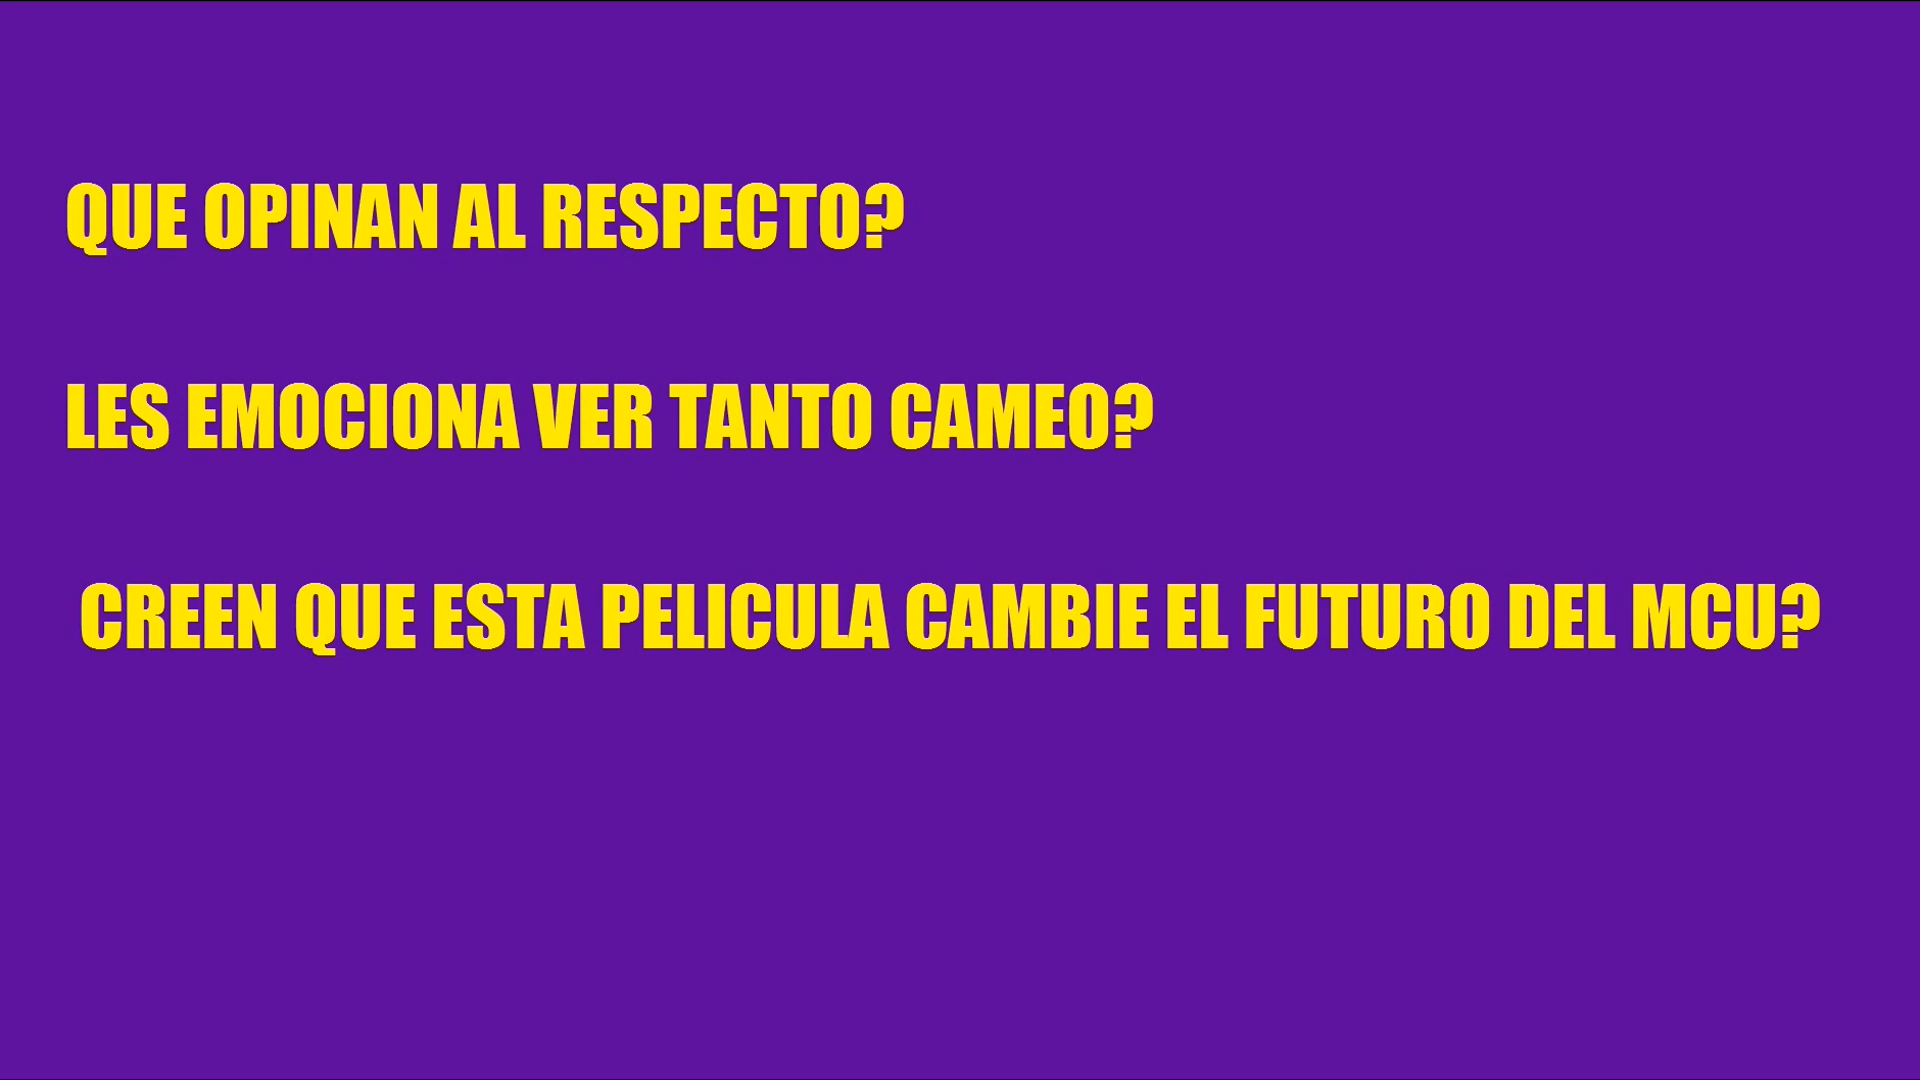 QUE OPINAN AL RESPECTO?
LES EMOCIONA VER TANTO CAMEO?
CREEN QUE ESTA PELICULA CAMBIE EL FUTURO DEL MCU?